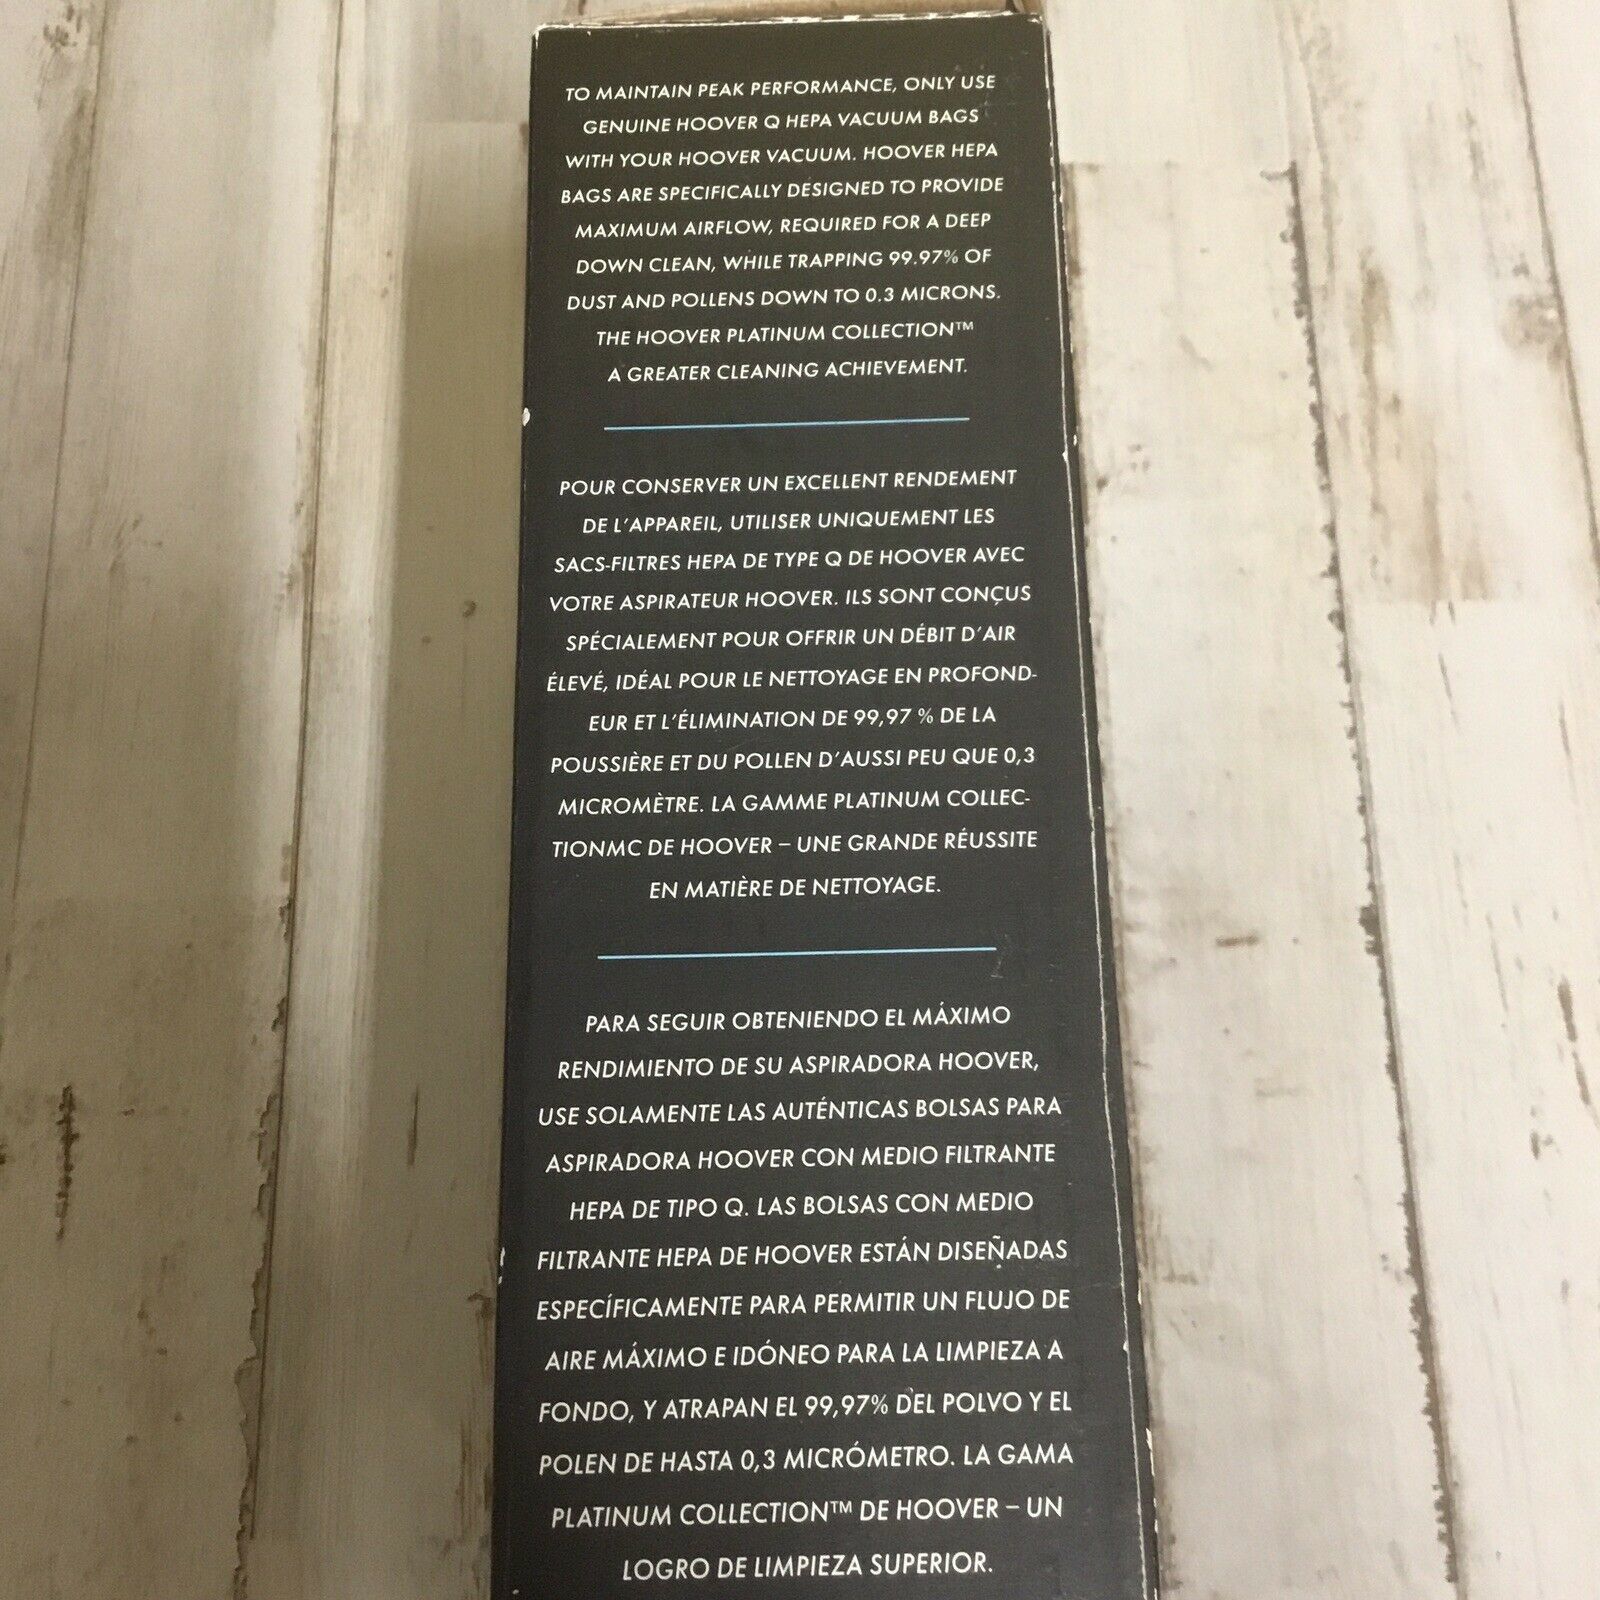 TO MAINTAIN PEAK PERFORMANCE, ONLY USE
GENUINE HOOVER Q HEPA VACUUM BAGS
WITH YOUR HOOVER VACUUM. HOOVER HEPA
BAGS ARE SPECIFICALLY DESIGNED TO PROVIDE
MAXIMUM AIRFLOW, REQUIRED FOR A DEEP
DOWN CLEAN, WHILE TRAPPING 99.97% OF
DUST AND POLLENS DOWN TO 0.3 MICRONS.
THE HOOVER PLATINUM COLLECTION™
A GREATER CLEANING ACHIEVEMENT.
POUR CONSERVER UN EXCELLENT RENDEMENT
DE L'APPAREIL, UTILISER UNIQUEMENT LES
SACS-FILTRES HEPA DE TYPE Q DE HOOVER AVEC
VOTRE ASPIRATEUR HOOVER. ILS SONT CONÇUS
SPÉCIALEMENT POUR OFFRIR UN DÉBIT D'AIR
ÉLEVÉ, IDÉAL POUR LE NETTOYAGE EN PROFOND-
EUR ET L'ÉLIMINATION DE 99,97 % DE LA
POUSSIÈRE ET DU POLLEN D'AUSSI PEU QUE 0,3
MICROMÈTRE. LA GAMME PLATINUM COLLEC-
TIONMC DE HOOVER – UNE GRANDE RÉUSSITE
EN MATIÈRE DE NETTOYAGE.
PARA SEGUIR OBTENIENDO EL MÁXIMO
RENDIMIENTO DE SU ASPIRADORA HOOVER,
USE SOLAMENTE LAS AUTÉNTICAS BOLSAS PARA
ASPIRADORA HOOVER CON MEDIO FILTRANTE
HEPA DE TIPO Q. LAS BOLSAS CON MEDIO
FILTRANTE HEPA DE HOOVER ESTÁN DISEÑADAS
ESPECÍFICAMENTE PARA PERMITIR UN FLUJO DE
AIRE MÁXIMO E IDÓNEO PARA LA LIMPIEZA A
FONDO, Y ATRAPAN EL 99,97% DEL POLVO Y EL
POLEN DE HASTA 0,3 MICRÓMETRO. LA GAMA
PLATINUM COLLECTION™ DE HOOVER – UN
LOGRO DE LIMPIEZA SUPERIOR.